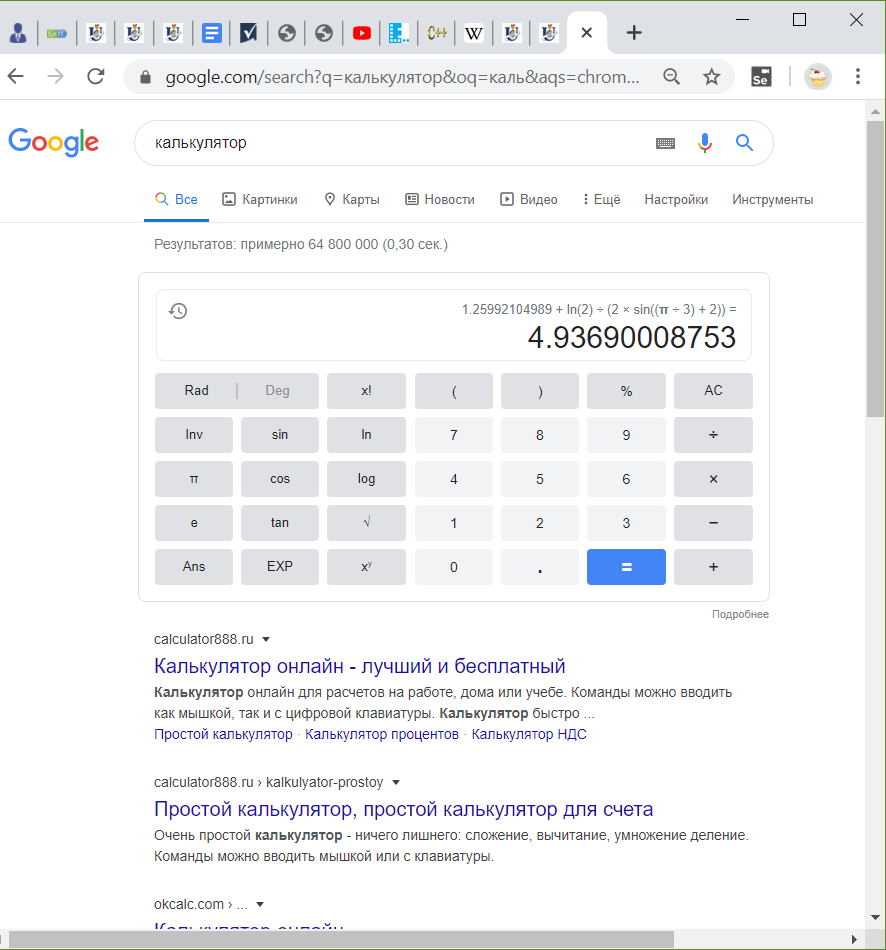 google.com/search?q=калькулятор&oq=каль&aqs=chrom...
Se
Google
калькулятор
Все Картинки Карты Новости Видео Ещё Настройки Инструменты
Результатов: примерно 64 800 000 (0,30 сек.)
1.25992104989 + ln(2) ÷ (2 × sin((π ÷ 3) + 2)) =
4.93690008753
Rad | Deg x! ( ) % AC
Inv sin ln 7 8 9 ÷
π cos log 4 5 6 ×
e tan √ 1 2 3 −
Ans EXP xʸ 0 . = +
Подробнее
calculator888.ru
Калькулятор онлайн - лучший и бесплатный
Калькулятор онлайн для расчетов на работе, дома или учебе. Команды можно вводить
как мышкой, так и с цифровой клавиатуры. Калькулятор быстро ...
Простой калькулятор · Калькулятор процентов · Калькулятор НДС
calculator888.ru › kalkulyator-prostoy
Простой калькулятор, простой калькулятор для счета
Очень простой калькулятор - ничего лишнего: сложение, вычитание, умножение деление.
Команды можно вводить мышкой или с клавиатуры.
okcalc.com › ...
Калькулятор онлайн